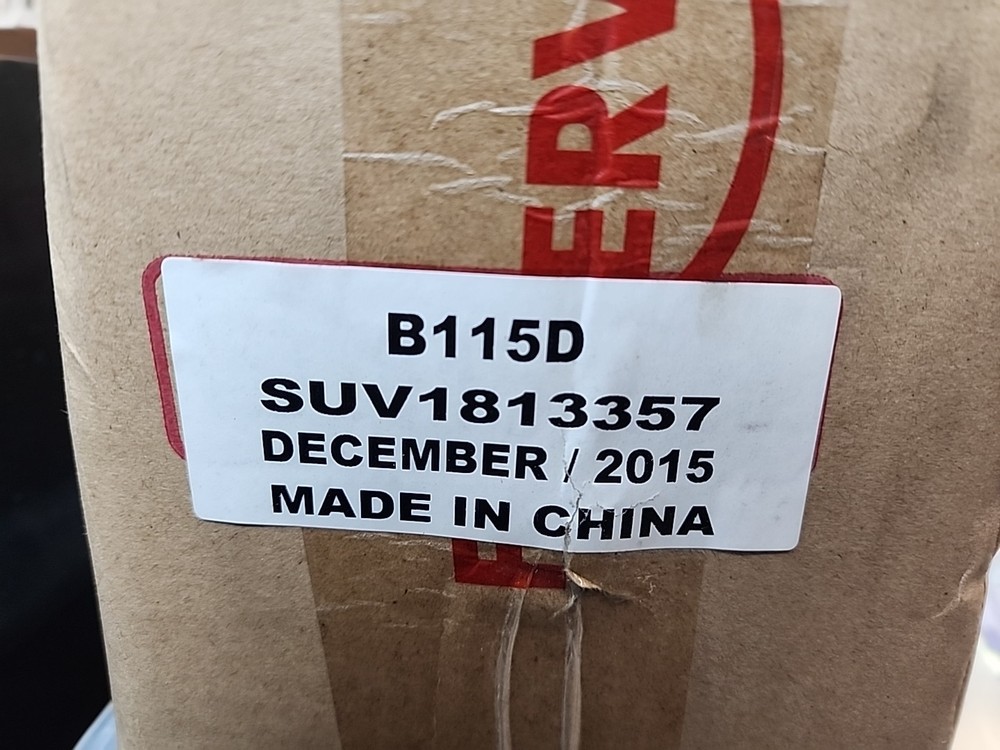 B115D
SUV1813357
DECEMBER / 2015
MADE IN CHINA